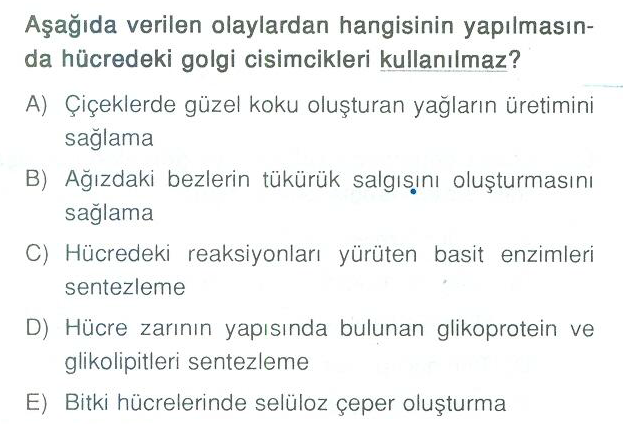 Aşağıda verilen olaylardan hangisinin yapılmasın-
da hücredeki golgi cisimcikleri kullanılmaz?
A) Çiçeklerde güzel koku oluşturan yağların üretimini
sağlama
B) Ağızdaki bezlerin tükürük salgısını oluşturmasını
sağlama
C) Hücredeki reaksiyonları yürüten basit enzimleri
sentezleme
D) Hücre zarının yapısında bulunan glikoprotein ve
glikolipitleri sentezleme
E) Bitki hücrelerinde selüloz çeper oluşturma